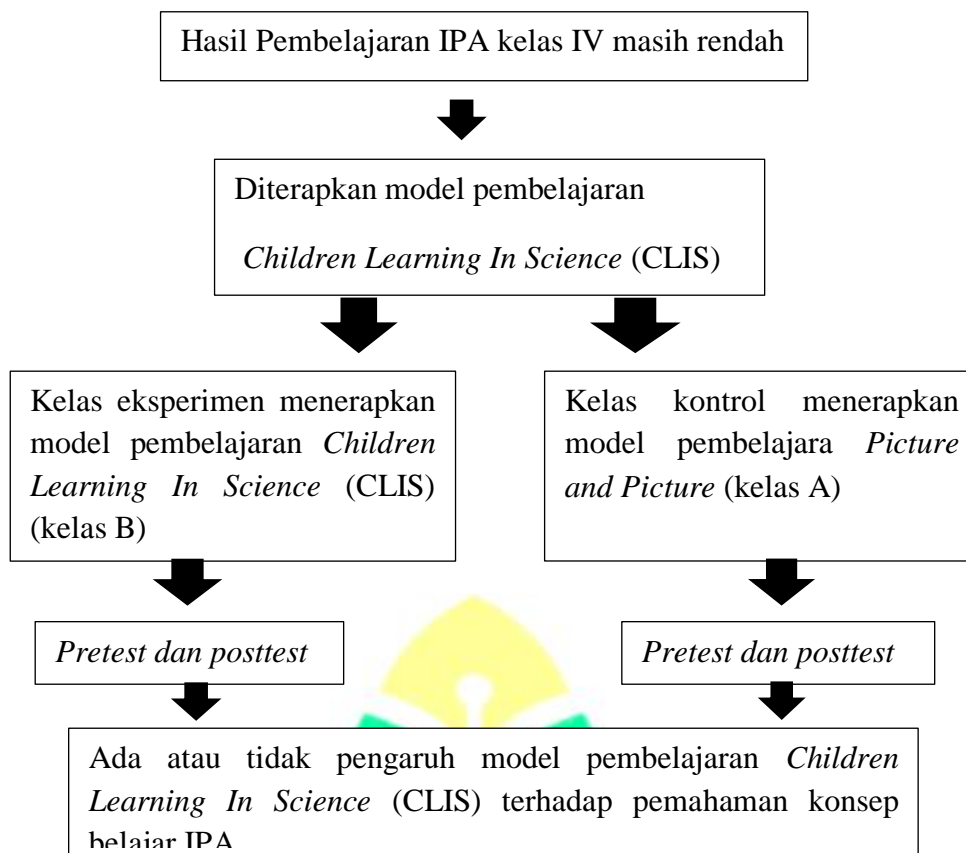 Hasil Pembelajaran IPA kelas IV masih rendah
Diterapkan model pembelajaran
Children Learning In Science (CLIS)
Kelas eksperimen menerapkan
model pembelajaran Children
Learning In Science (CLIS)
(kelas B)
Kelas kontrol menerapkan
model pembelajara Picture
and Picture (kelas A)
Pretest dan posttest
Pretest dan posttest
Ada atau tidak pengaruh model pembelajaran Children
Learning In Science (CLIS) terhadap pemahaman konsep
belajar IPA